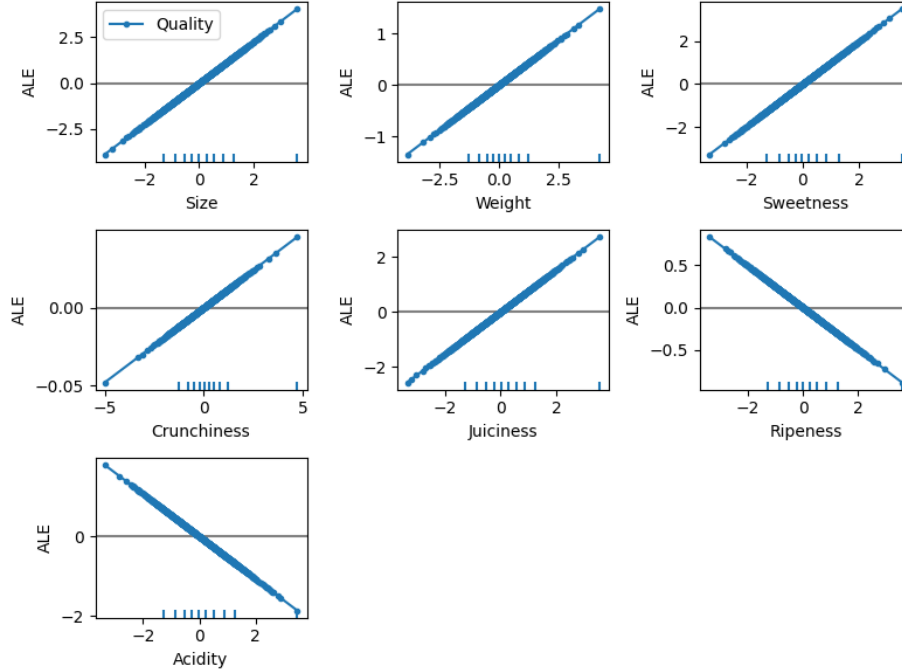 Quality
ALE
2.5
0.0
−2.5
−2
0
2
Size
ALE
1
0
−1
−2.5
0.0
2.5
Weight
ALE
2
0
−2
−2
0
2
Sweetness
ALE
0.00
−0.05
−5
0
5
Crunchiness
ALE
2
0
−2
−2
0
2
Juiciness
ALE
0.5
0.0
−0.5
−2
0
2
Ripeness
ALE
0
−2
−2
0
2
Acidity